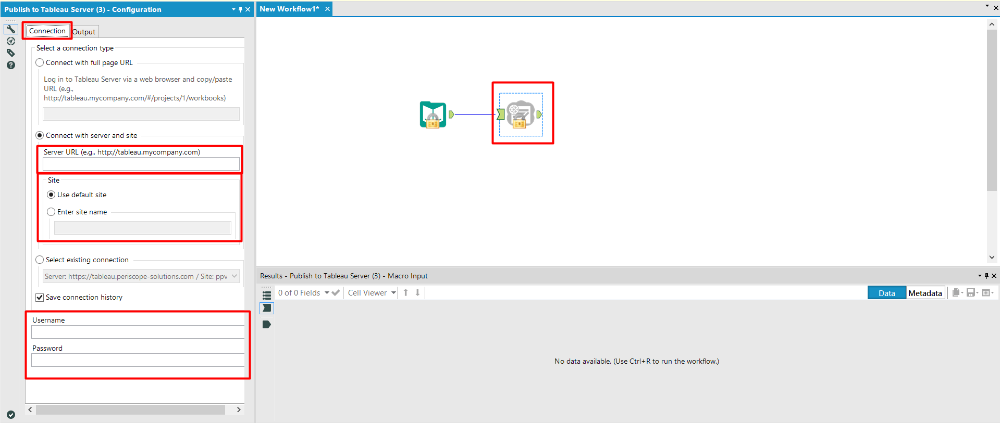 Publish to Tableau Server (3) - Configuration
Connection
Output
Select a connection type
Connect with full page URL
Log in to Tableau Server via a web browser and copy/paste
URL (e.g.,
http://tableau.mycompany.com/#/projects/1/workbooks)
Connect with server and site
Server URL (e.g., http://tableau.mycompany.com)
Site
Use default site
Enter site name
Select existing connection
Server: https://tableau.periscope-solutions.com / Site: ppv
Save connection history
Username
Password
New Workflow1*
Results - Publish to Tableau Server (3) - Macro Input
0 of 0 Fields
Cell Viewer
Data
Metadata
No data available. (Use Ctrl+R to run the workflow.)